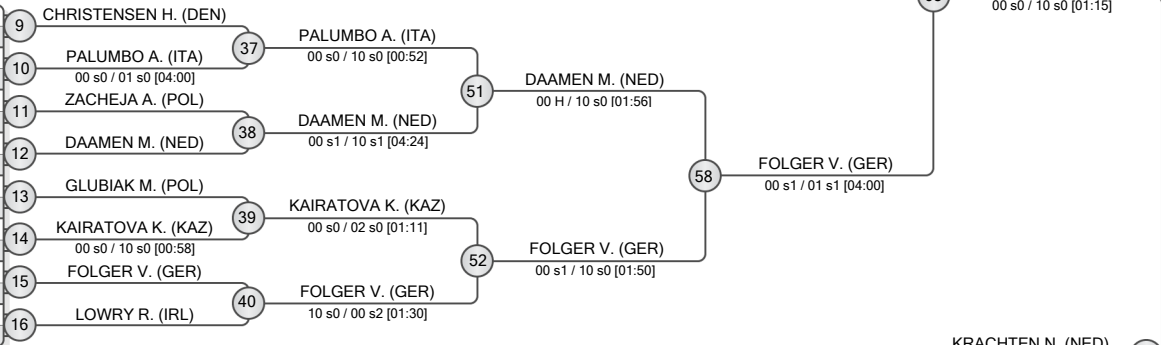 00 s0 / 10 s0 [01:15]
9
CHRISTENSEN H. (DEN)
37
PALUMBO A. (ITA)
00 s0 / 10 s0 [00:52]
10
PALUMBO A. (ITA)
00 s0 / 01 s0 [04:00]
51
DAAMEN M. (NED)
00 H / 10 s0 [01:56]
11
ZACHEJA A. (POL)
38
DAAMEN M. (NED)
00 s1 / 10 s1 [04:24]
12
DAAMEN M. (NED)
58
FOLGER V. (GER)
00 s1 / 01 s1 [04:00]
13
GLUBIAK M. (POL)
39
KAIRATOVA K. (KAZ)
00 s0 / 02 s0 [01:11]
14
KAIRATOVA K. (KAZ)
00 s0 / 10 s0 [00:58]
52
FOLGER V. (GER)
00 s1 / 10 s0 [01:50]
15
FOLGER V. (GER)
40
FOLGER V. (GER)
10 s0 / 00 s2 [01:30]
16
LOWRY R. (IRL)
KRACHTEN N. (NED)